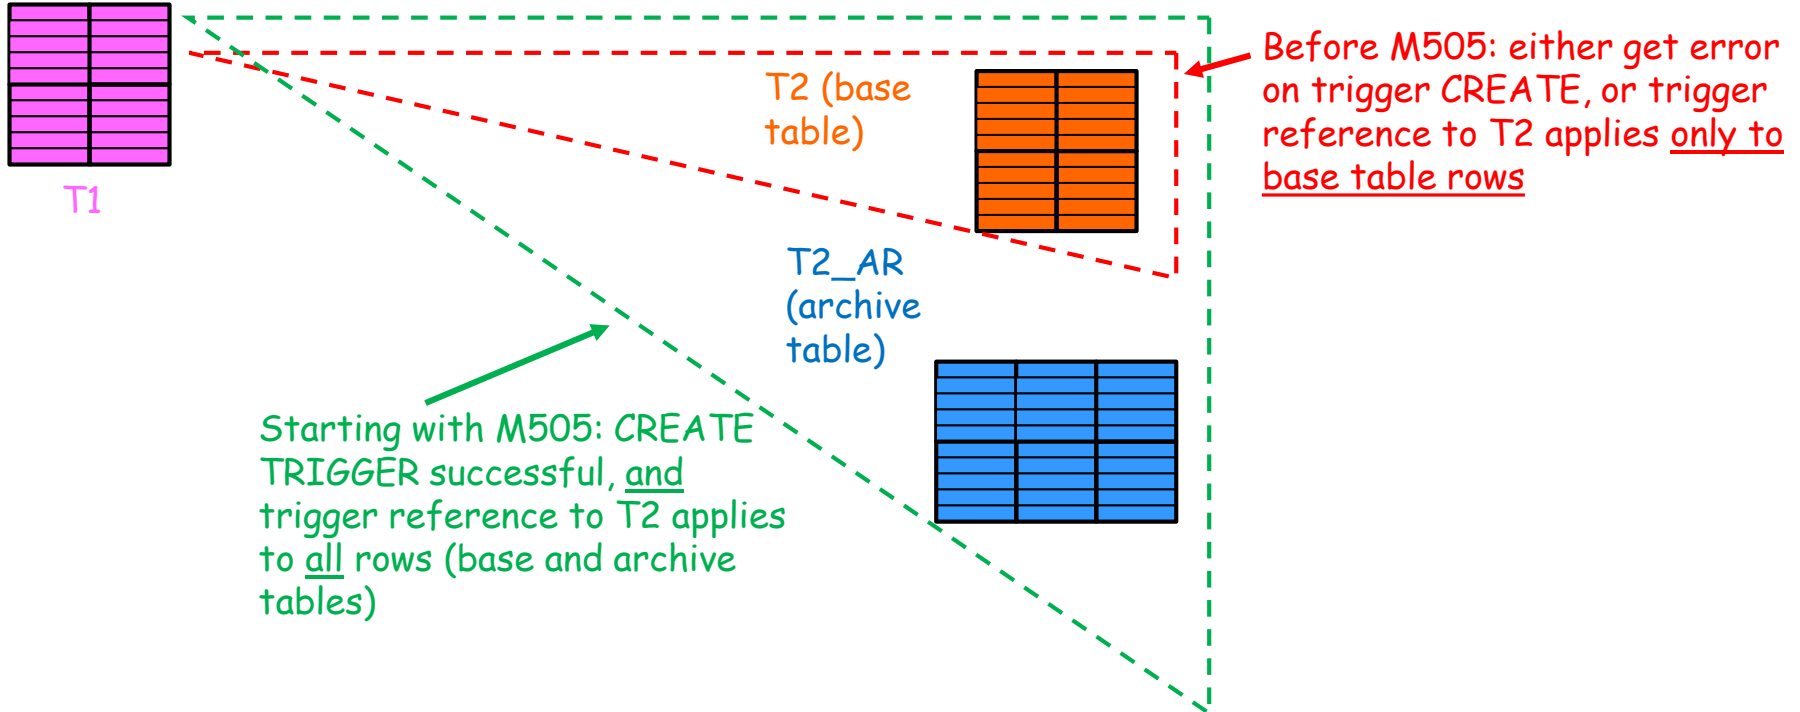 T1
T2 (base
table)
Before M505: either get error
on trigger CREATE, or trigger
reference to T2 applies only to
base table rows
T2_AR
(archive
table)
Starting with M505: CREATE
TRIGGER successful, and
trigger reference to T2 applies
to all rows (base and archive
tables)